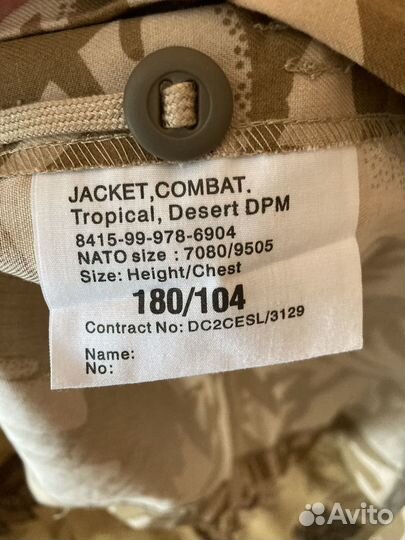 JACKET,COMBAT.
Tropical, Desert DPM
8415-99-978-6904
NATO size : 7080/9505
Size: Height/Chest
180/104
Contract No: DC2CESL/3129
Name:
No:
Avito